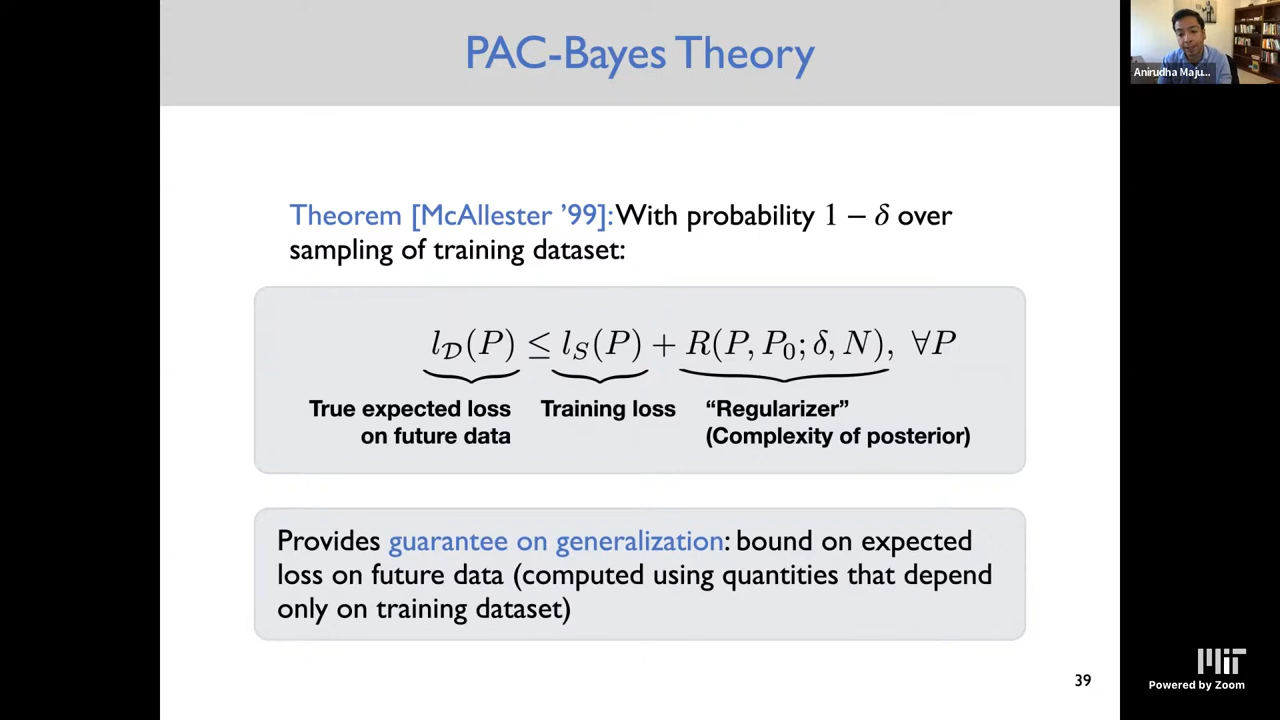 PAC-Bayes Theory
Anirudha Maju...
Theorem [McAllester ’99]: With probability 1 − δ over
sampling of training dataset:
l_𝒟(P) ≤ l_S(P) + R(P, P₀; δ, N), ∀P
True expected loss Training loss “Regularizer”
on future data (Complexity of posterior)
Provides guarantee on generalization: bound on expected
loss on future data (computed using quantities that depend
only on training dataset)
39
MIT
Powered by Zoom